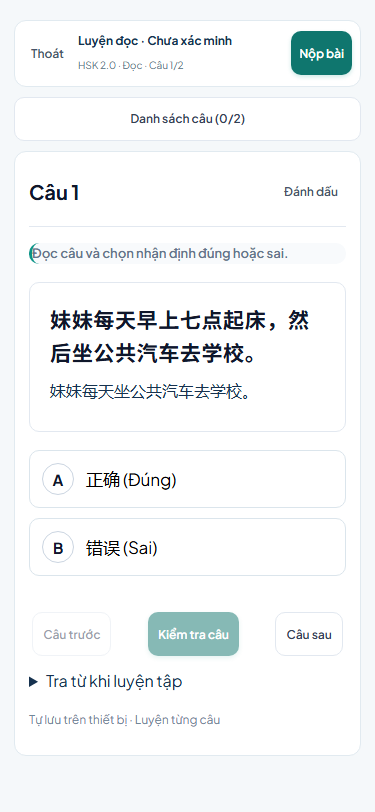 Thoát
Luyện đọc · Chưa xác minh
HSK 2.0 · Đọc · Câu 1/2
Nộp bài
Danh sách câu (0/2)
Câu 1
Đánh dấu
Đọc câu và chọn nhận định đúng hoặc sai.
妹妹每天早上七点起床，然
后坐公共汽车去学校。
妹妹每天坐公共汽车去学校。
A 正确 (Đúng)
B 错误 (Sai)
Câu trước
Kiểm tra câu
Câu sau
Tra từ khi luyện tập
Tự lưu trên thiết bị · Luyện từng câu